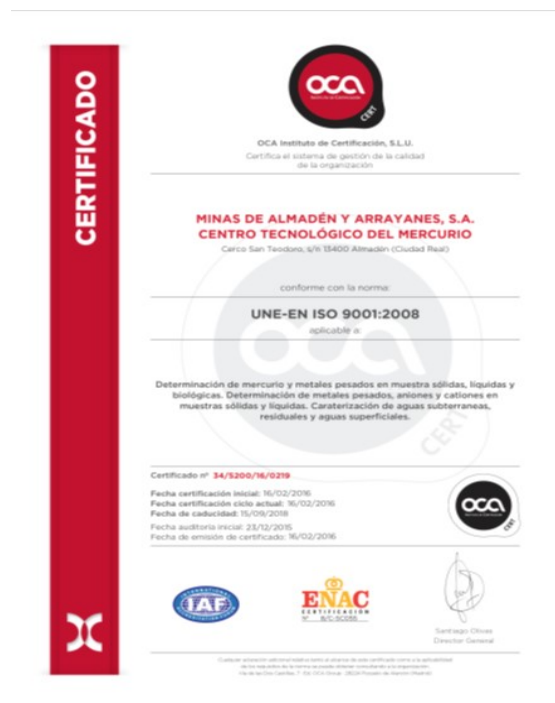 CERTIFICADO
oca
CERT
OCA Instituto de Certificación, S.L.U.
Certifica el sistema de gestión de la calidad
de la organización
MINAS DE ALMADÉN Y ARRAYANES, S.A.
CENTRO TECNOLÓGICO DEL MERCURIO
Cerco San Teodoro, s/n 13400 Almadén (Ciudad Real)
conforme con la norma:
UNE-EN ISO 9001:2008
aplicable a:
Determinación de mercurio y metales pesados en muestra sólidas, líquidas y
biológicas. Determinación de metales pesados, aniones y cationes en
muestras sólidas y líquidas. Caraterización de aguas subterraneas,
residuales y aguas superficiales.
oca
CERT
Certificado nº 34/5200/16/0219
Fecha certificación inicial: 16/02/2016
Fecha certificación ciclo actual: 16/02/2016
Fecha de caducidad: 15/09/2018
Fecha auditoria inicial: 23/12/2015
Fecha de emisión de certificado: 16/02/2016
oca
CERT
IAF
ENAC
CERTIFICACIÓN
Santiago Olivas
Director General